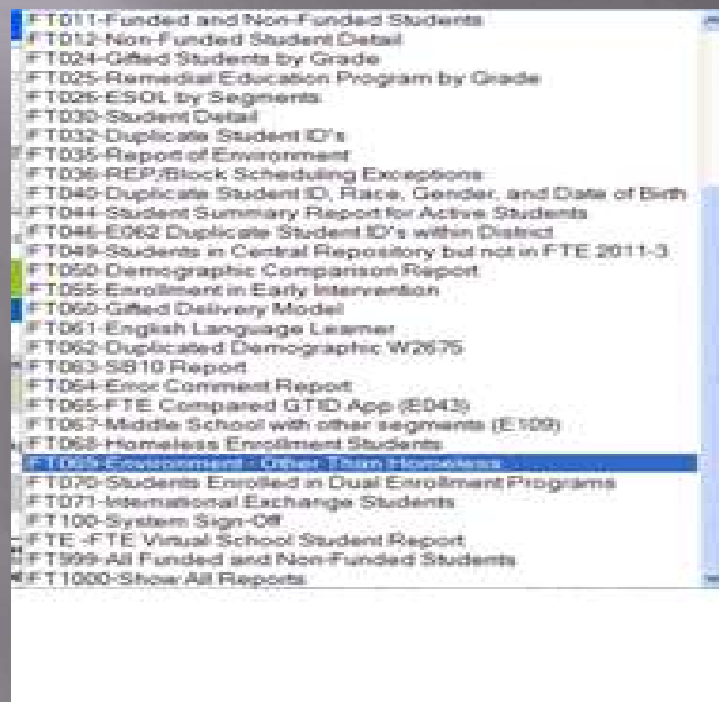 FT011-Funded and Non-Funded Students
FT012-Non-Funded Student Detail
FT024-Gifted Students by Grade
FT025-Remedial Education Program by Grade
FT026-ESOL by Segments
FT030-Student Detail
FT032-Duplicate Student ID's
FT035-Report of Environment
FT036-REP/Block Scheduling Exceptions
FT040-Duplicate Student ID, Race, Gender, and Date of Birth
FT044-Student Summary Report for Active Students
FT046-E062 Duplicate Student ID's within District
FT049-Students in Central Repository but not in FTE 2011-3
FT050-Demographic Comparison Report
FT055-Enrollment in Early Intervention
FT060-Gifted Delivery Model
FT061-English Language Learner
FT062-Duplicated Demographic W2675
FT063-SB10 Report
FT064-Error Comment Report
FT065-FTE Compared GTID App (E043)
FT067-Middle School with other segments (E109)
FT068-Homeless Enrollment Students
FT069-Environment - Other Than Homeless
FT070-Students Enrolled in Dual Enrollment Programs
FT071-International Exchange Students
FT100-System Sign-Off
FTE -FTE Virtual School Student Report
FT999-All Funded and Non-Funded Students
FT1000-Show All Reports